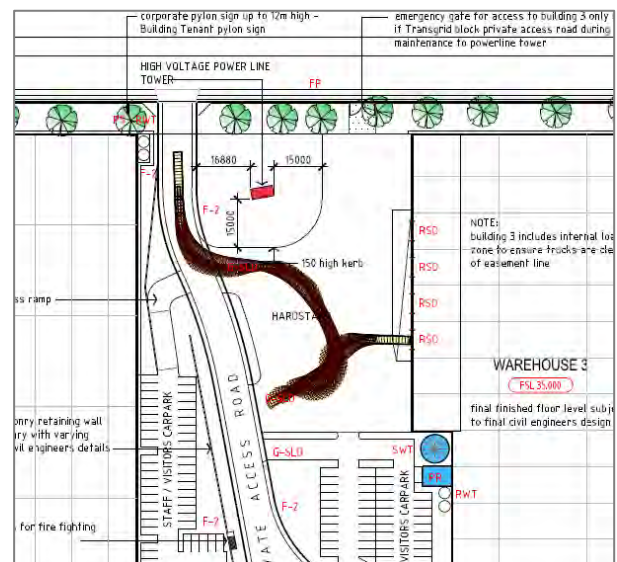 corporate pylon sign up to 12m high -
Building Tenant pylon sign
emergency gate for access to building 3 only
if Transgrid block private access road during
maintenance to powerline tower
HIGH VOLTAGE POWER LINE
TOWER
FP
RWT
F-2
16880
15000
15000
F-2
150 high kerb
RSD
RSD
RSD
RSD
NOTE:
building 3 includes internal loa
zone to ensure trucks are cle
of easement line
ss ramp
WAREHOUSE 3
FSL 35.000
final finished floor level subje
to final civil engineers design
onry retaining wall
ary with varying
vil engineers details
STAFF / VISITORS CARPARK
VATE ACCESS ROAD
G-SLD
SWT
PR
RWT
F-2
F-2
VISITORS CARPARK
for fire fighting